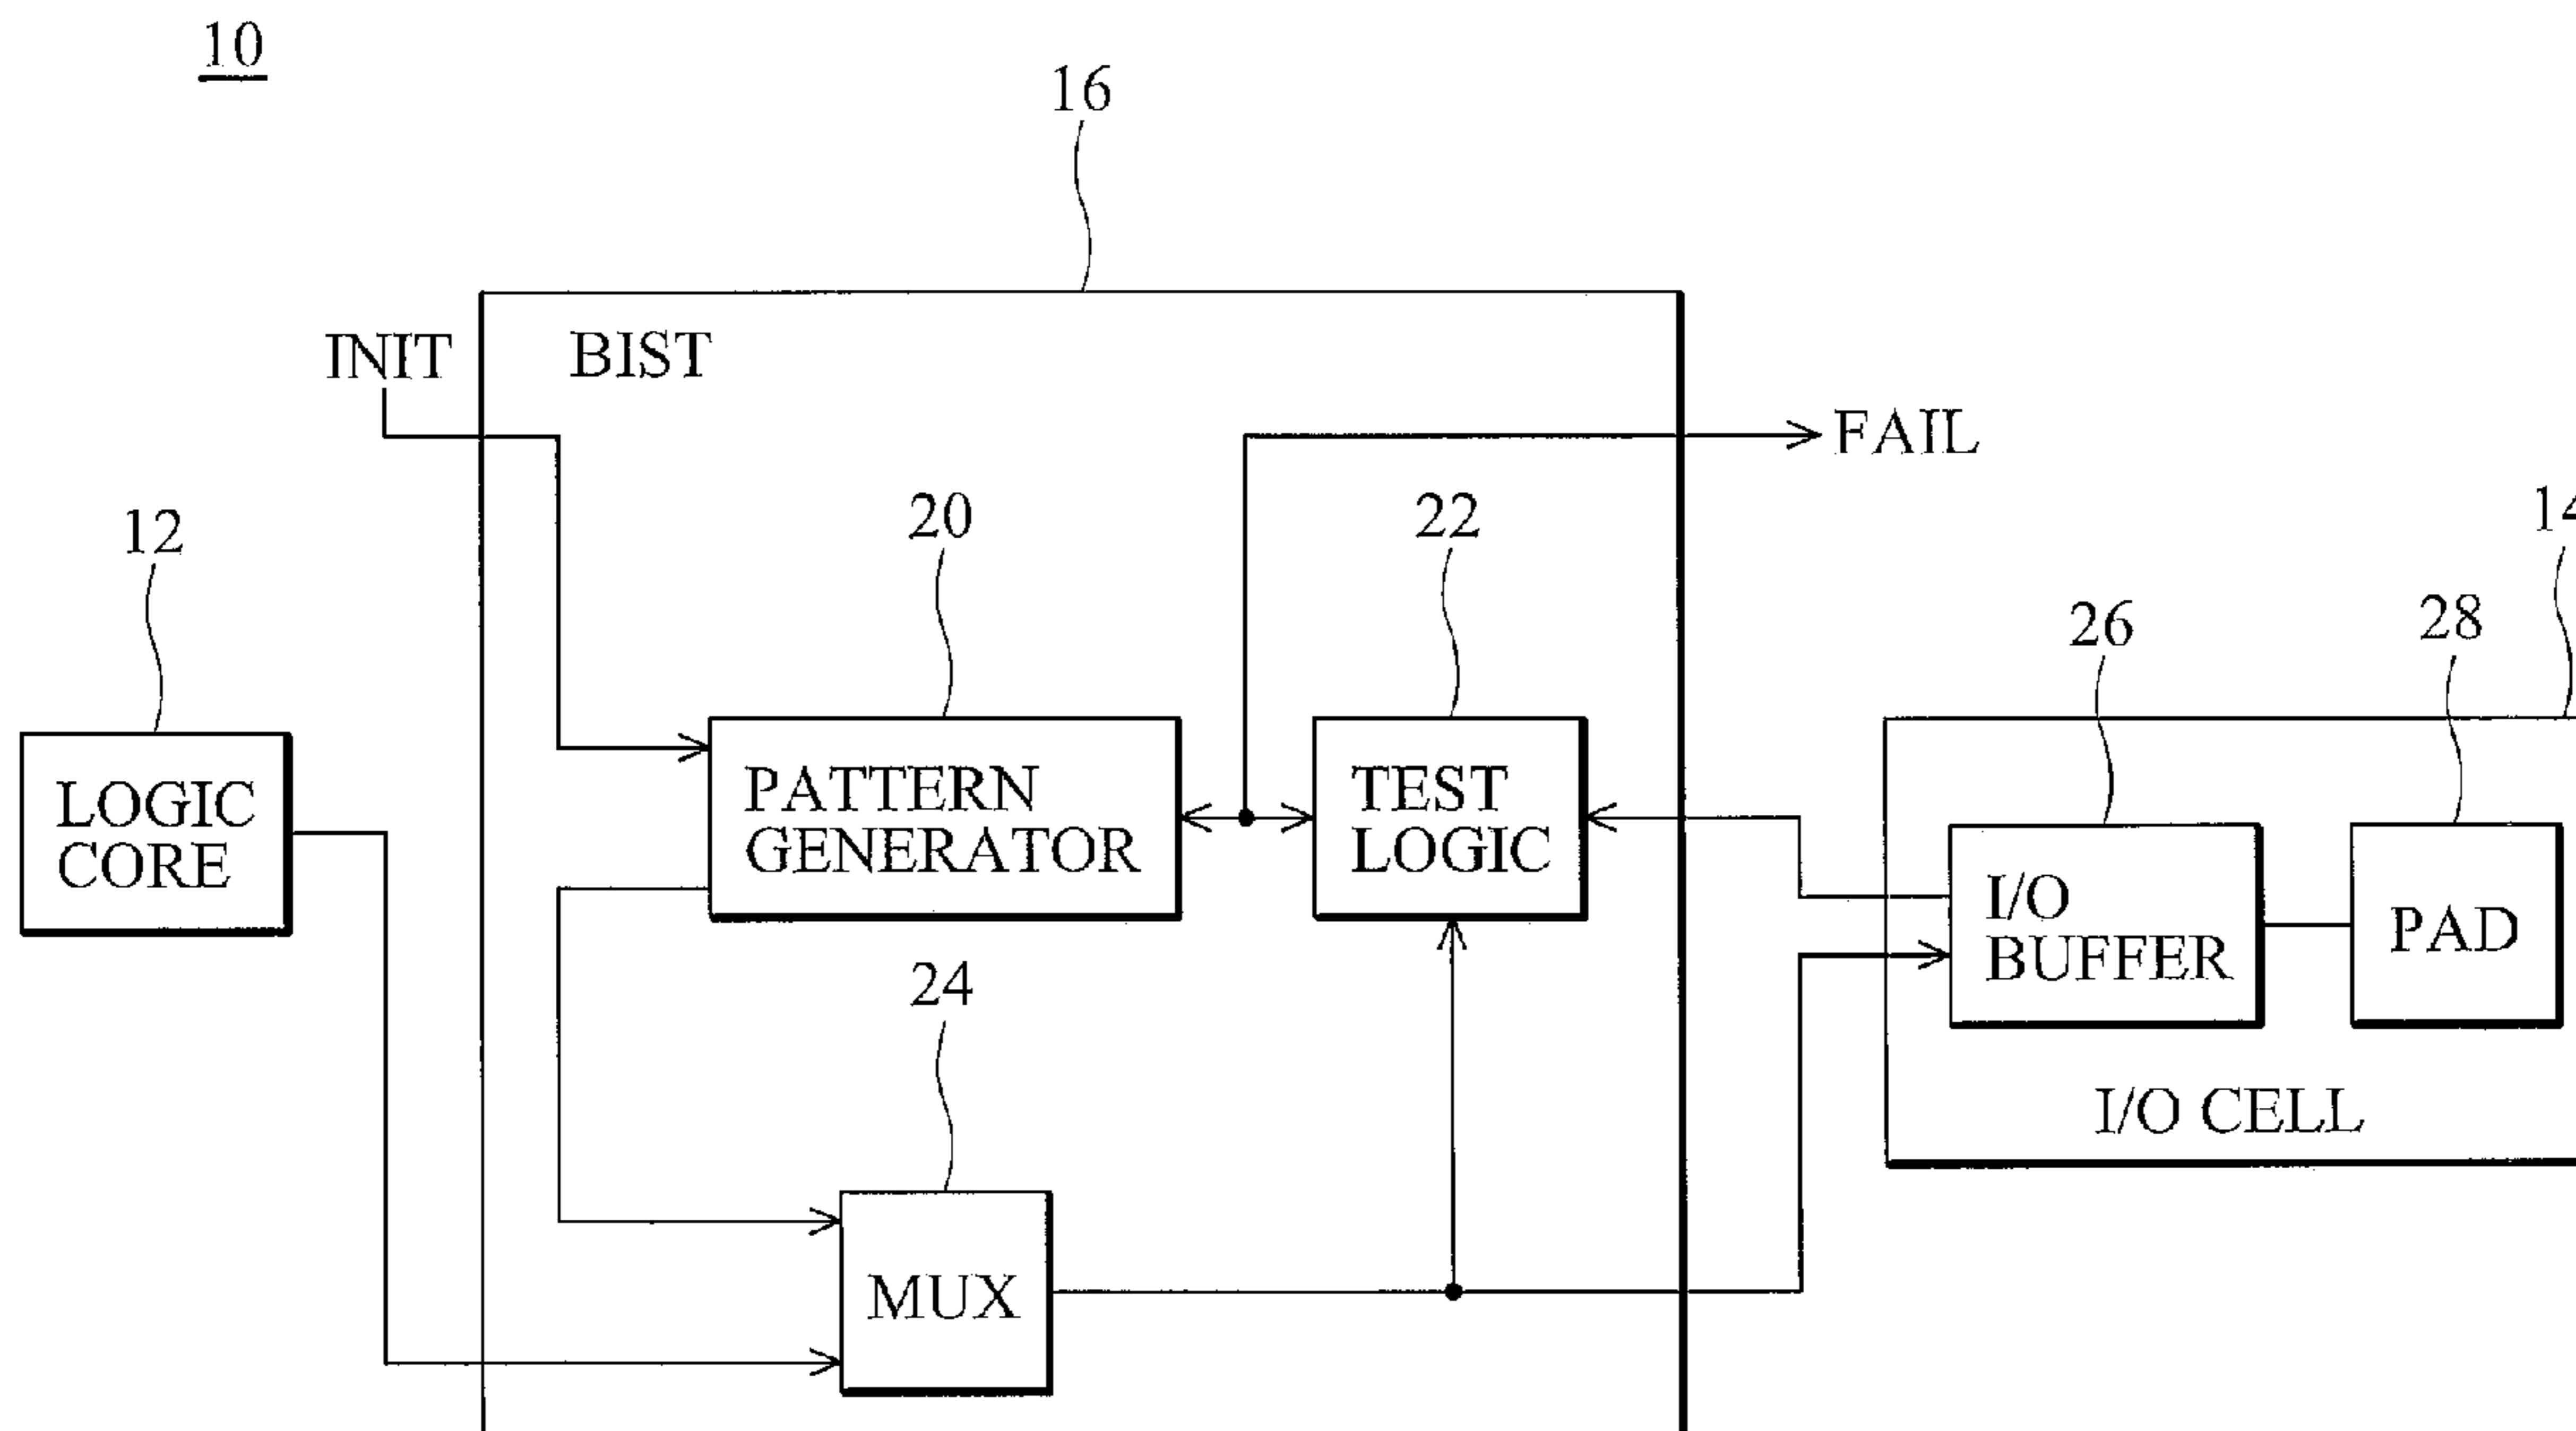 10
16
INIT
BIST
FAIL
12
20
22
14
26
28
LOGIC
CORE
PATTERN
GENERATOR
TEST
LOGIC
I/O
BUFFER
PAD
24
I/O CELL
MUX